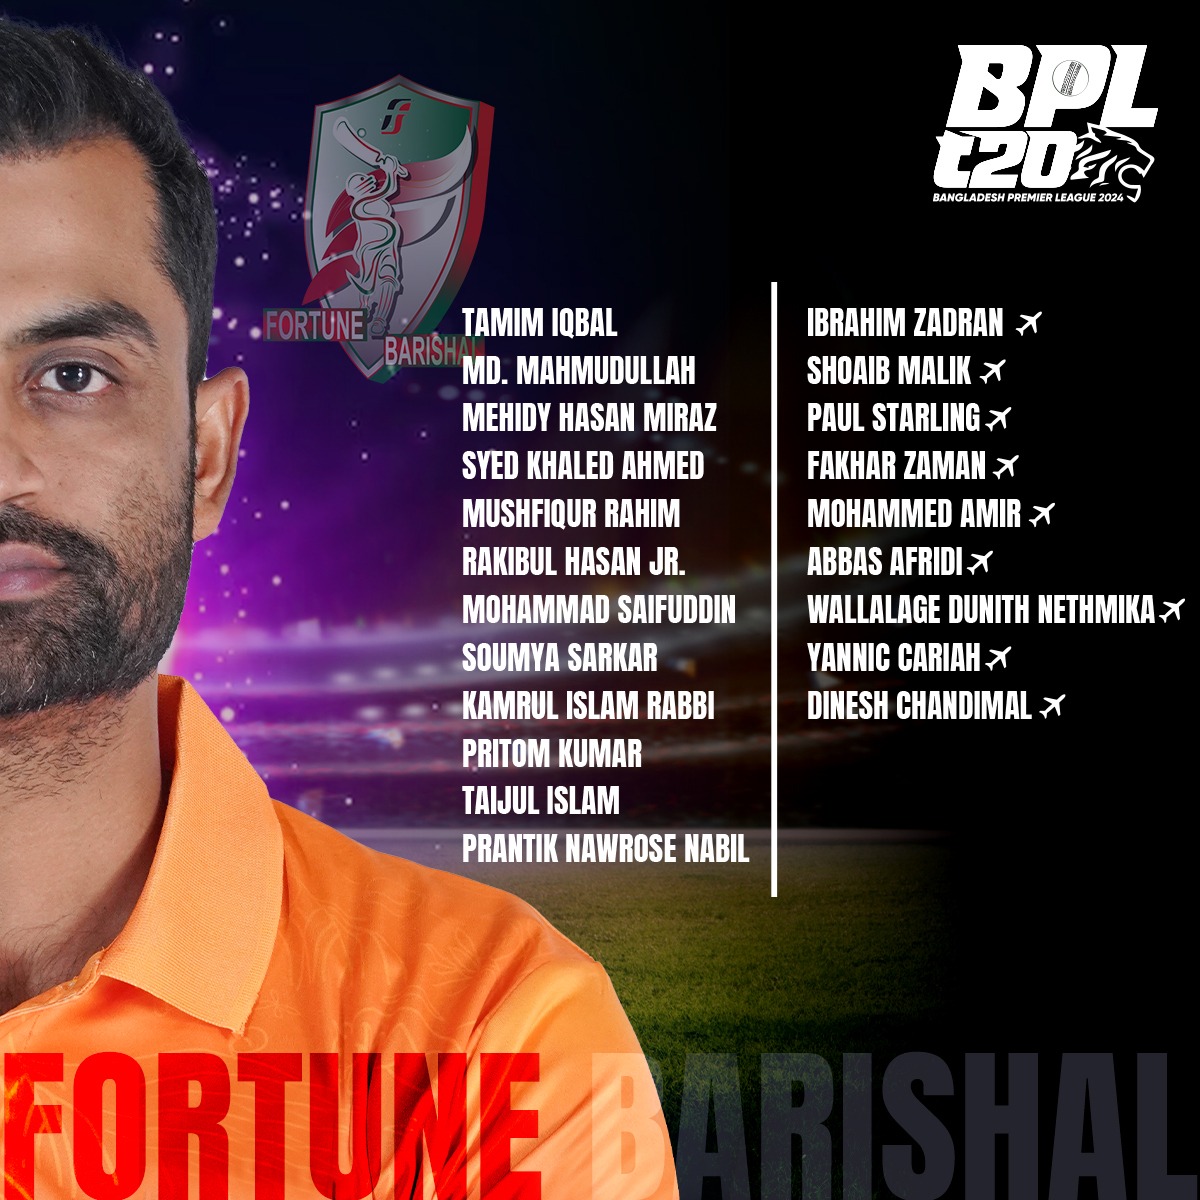 BPL
t20
BANGLADESH PREMIER LEAGUE 2024
FORTUNE
BARISHAL
TAMIM IQBAL
MD. MAHMUDULLAH
MEHIDY HASAN MIRAZ
SYED KHALED AHMED
MUSHFIQUR RAHIM
RAKIBUL HASAN JR.
MOHAMMAD SAIFUDDIN
SOUMYA SARKAR
KAMRUL ISLAM RABBI
PRITOM KUMAR
TAIJUL ISLAM
PRANTIK NAWROSE NABIL
IBRAHIM ZADRAN
SHOAIB MALIK
PAUL STARLING
FAKHAR ZAMAN
MOHAMMED AMIR
ABBAS AFRIDI
WALLALAGE DUNITH NETHMIKA
YANNIC CARIAH
DINESH CHANDIMAL
FORTUNE BARISHAL